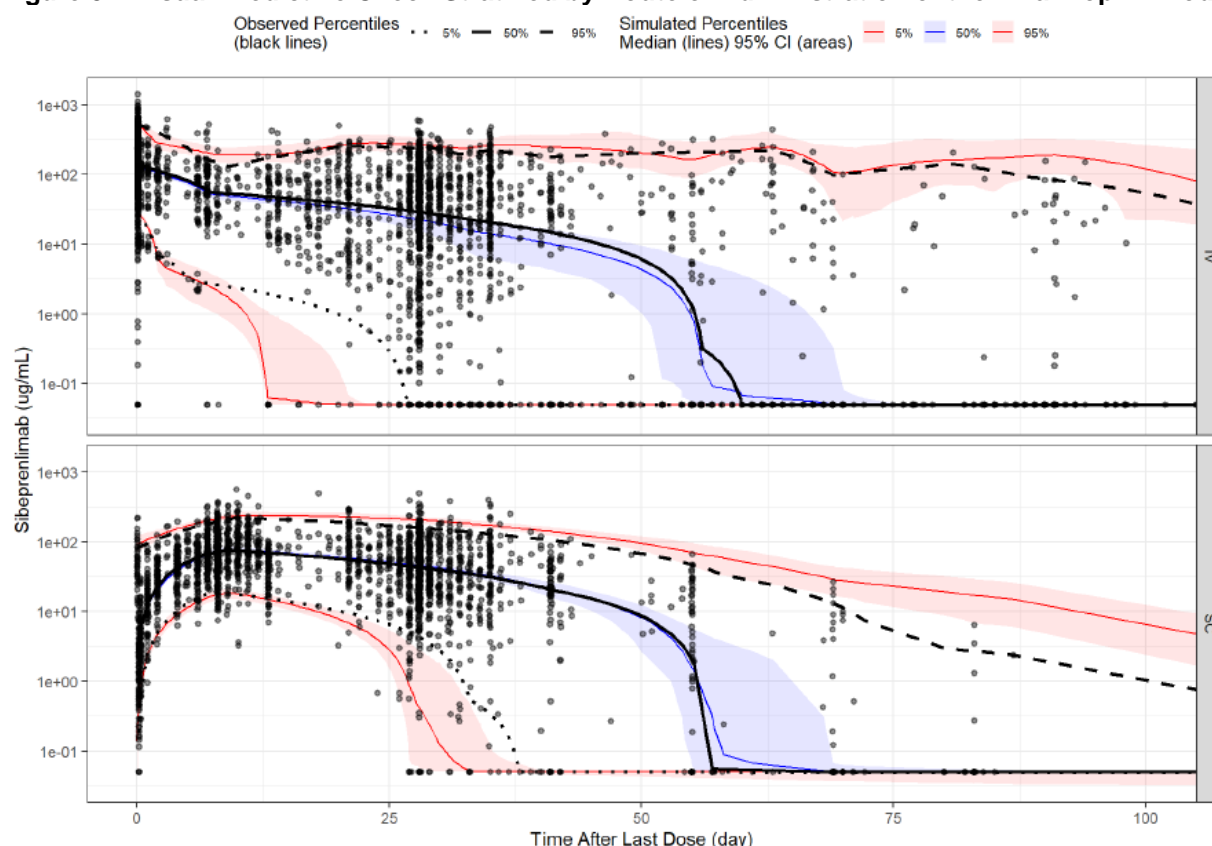 Observed Percentiles
(black lines)
5% 50% 95%
Simulated Percentiles
Median (lines) 95% CI (areas)
5% 50% 95%
Sibeprenlimab (ug/mL)
1e+03
1e+02
1e+01
1e+00
1e-01
IV
1e+03
1e+02
1e+01
1e+00
1e-01
SC
0 25 50 75 100
Time After Last Dose (day)